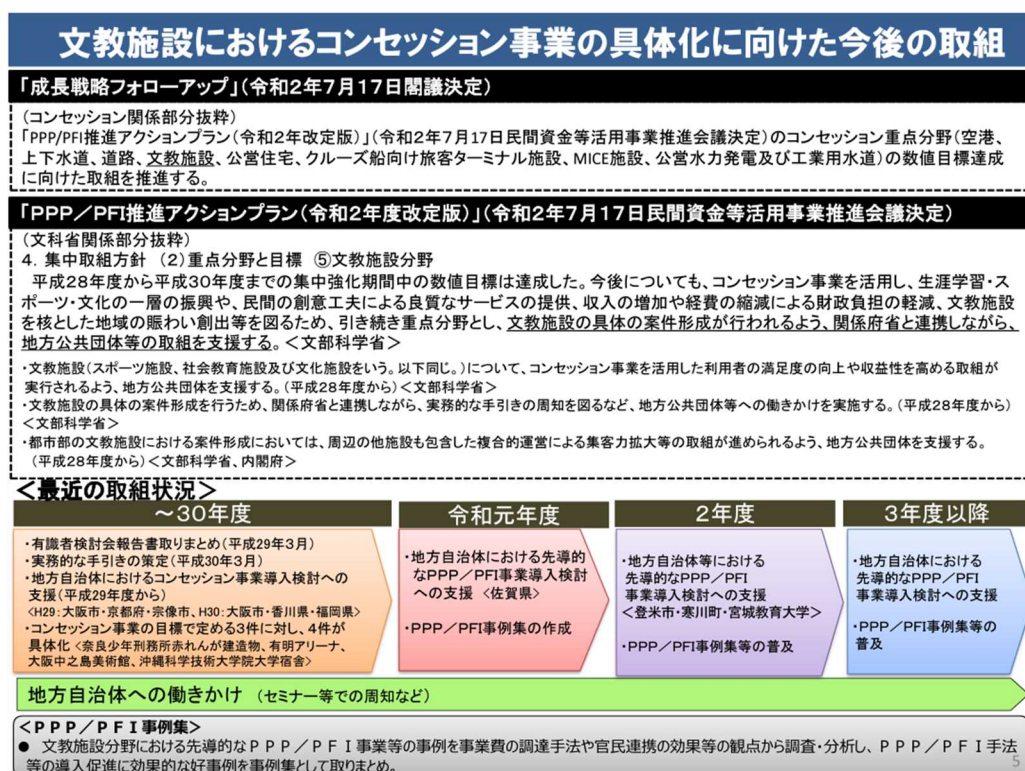 文教施設におけるコンセッション事業の具体化に向けた今後の取組
「成長戦略フォローアップ」(令和2年7月17日閣議決定)
(コンセッション関係部分抜粋)
「PPP/PFI推進アクションプラン(令和2年改定版)」(令和2年7月17日民間資金等活用事業推進会議決定)のコンセッション重点分野(空港、
上下水道、道路、文教施設、公営住宅、クルーズ船向け旅客ターミナル施設、MICE施設、公営水力発電及び工業用水道)の数値目標達成
に向けた取組を推進する。
「PPP/PFI推進アクションプラン(令和2年度改定版)」(令和2年7月17日民間資金等活用事業推進会議決定)
(文科省関係部分抜粋)
4.集中取組方針 (2)重点分野と目標 ⑤文教施設分野
平成28年度から平成30年度までの集中強化期間中の数値目標は達成した。今後についても、コンセッション事業を活用し、生涯学習・ス
ポーツ・文化の一層の振興や、民間の創意工夫による良質なサービスの提供、収入の増加や経費の縮減による財政負担の軽減、文教施設
を核とした地域の賑わい創出等を図るため、引き続き重点分野とし、文教施設の具体の案件形成が行われるよう、関係府省と連携しながら、
地方公共団体等の取組を支援する。<文部科学省>
・文教施設(スポーツ施設、社会教育施設及び文化施設をいう。以下同じ。)について、コンセッション事業を活用した利用者の満足度の向上や収益性を高める取組が
実行されるよう、地方公共団体を支援する。(平成28年度から)<文部科学省>
・文教施設の具体の案件形成を行うため、関係府省と連携しながら、実務的な手引きの周知を図るなど、地方公共団体等への働きかけを実施する。(平成28年度から)
<文部科学省>
・都市部の文教施設における案件形成においては、周辺の他施設も包含した複合的運営による集客力拡大等の取組が進められるよう、地方公共団体を支援する。
(平成28年度から)<文部科学省、内閣府>
<最近の取組状況>
~30年度
・有識者検討会報告書取りまとめ(平成29年3月)
・実務的な手引きの策定(平成30年3月)
・地方自治体におけるコンセッション事業導入検討への
支援(平成29年度から)
<H29:大阪市・京都府・宗像市、H30:大阪市・香川県・福岡県>
・コンセッション事業の目標で定める3件に対し、4件が
具体化<奈良少年刑務所赤れんが建造物、有明アリーナ、
大阪中之島美術館、沖縄科学技術大学院大学宿舎>
令和元年度
・地方自治体における先導的
なPPP/PFI事業導入検討
への支援 <佐賀県>
・PPP/PFI事例集の作成
2年度
・地方自治体等における
先導的なPPP/PFI
事業導入検討への支援
<登米市・寒川町・宮城教育大学>
・PPP/PFI事例集等の普及
3年度以降
・地方自治体における
先導的なPPP/PFI
事業導入検討への支援
・PPP/PFI事例集等の
普及
地方自治体への働きかけ (セミナー等での周知など)
<PPP/PFI事例集>
● 文教施設分野における先導的なPPP/PFI事業等の事例を事業費の調達手法や官民連携の効果等の観点から調査・分析し、PPP/PFI手法
等の導入促進に効果的な好事例を事例集として取りまとめ。
5